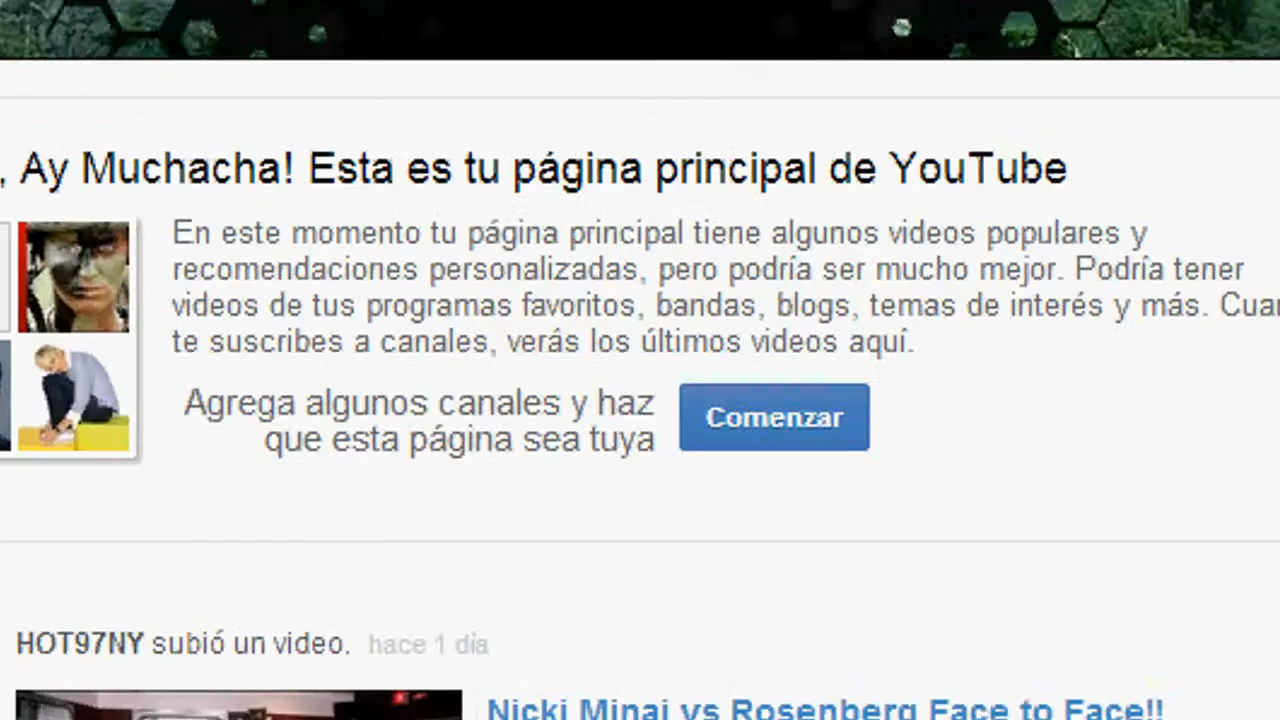 , Ay Muchacha! Esta es tu página principal de YouTube
En este momento tu página principal tiene algunos videos populares y
recomendaciones personalizadas, pero podría ser mucho mejor. Podría tener
videos de tus programas favoritos, bandas, blogs, temas de interés y más.
te suscribes a canales, verás los últimos videos aquí.
Agrega algunos canales y haz
que esta página sea tuya
Comenzar
HOT97NY subió un video. hace 1 día
Nicki Minaj vs Rosenberg Face to Face!!